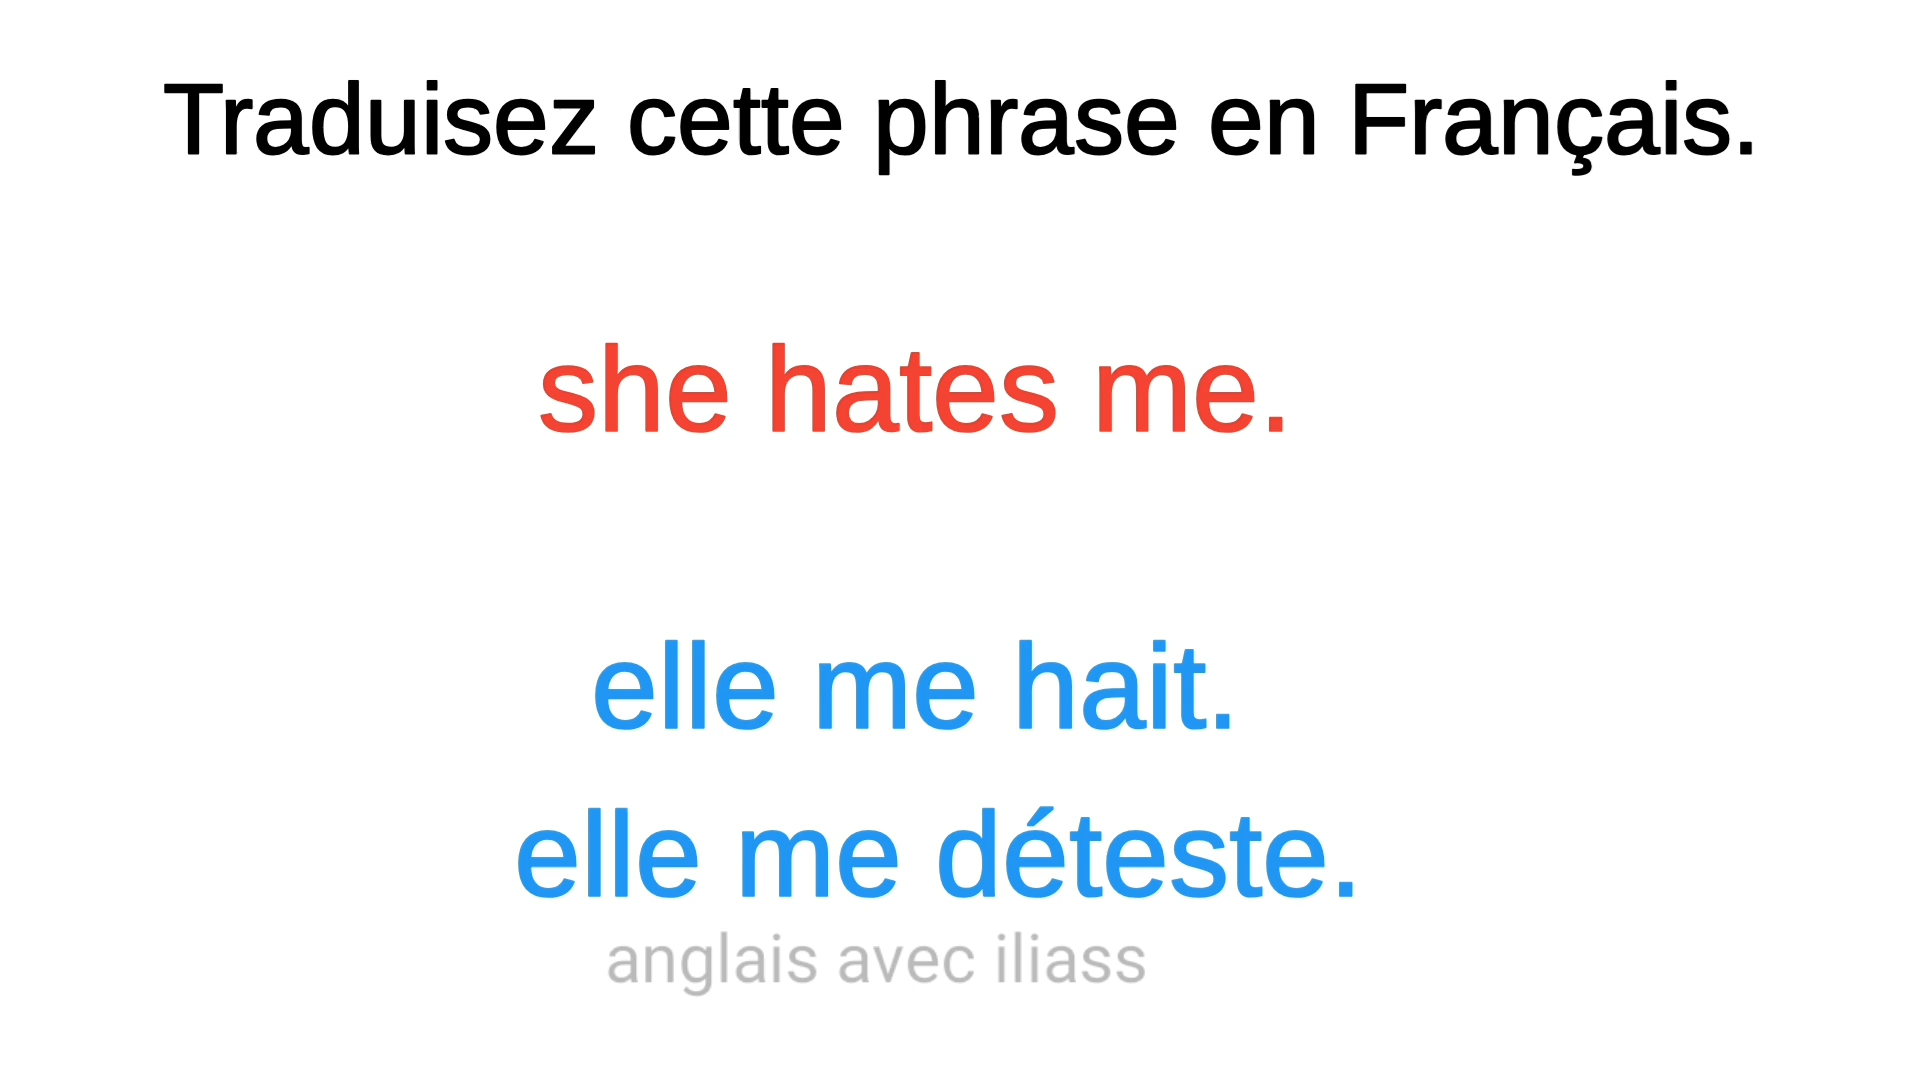 Traduisez cette phrase en Français.
she hates me.
elle me hait.
elle me déteste.
anglais avec iliass